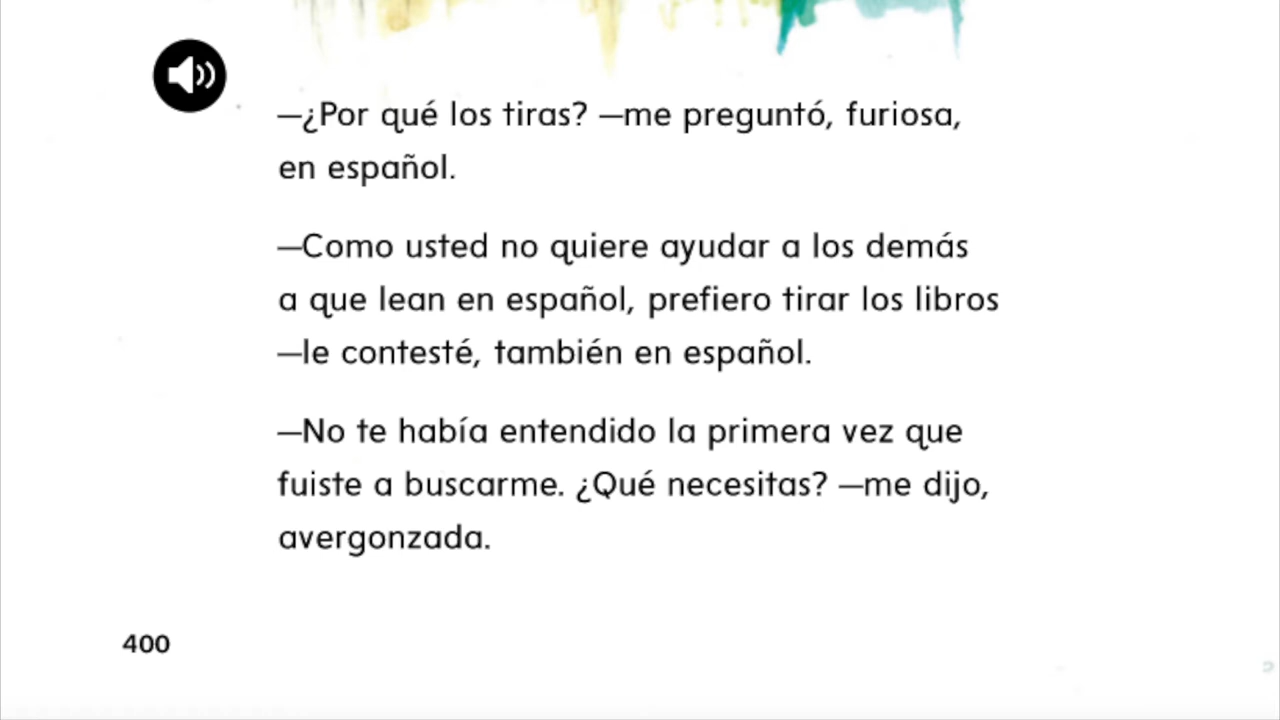 —¿Por qué los tiras? —me preguntó, furiosa,
en español.
—Como usted no quiere ayudar a los demás
a que lean en español, prefiero tirar los libros
—le contesté, también en español.
—No te había entendido la primera vez que
fuiste a buscarme. ¿Qué necesitas? —me dijo,
avergonzada.
400